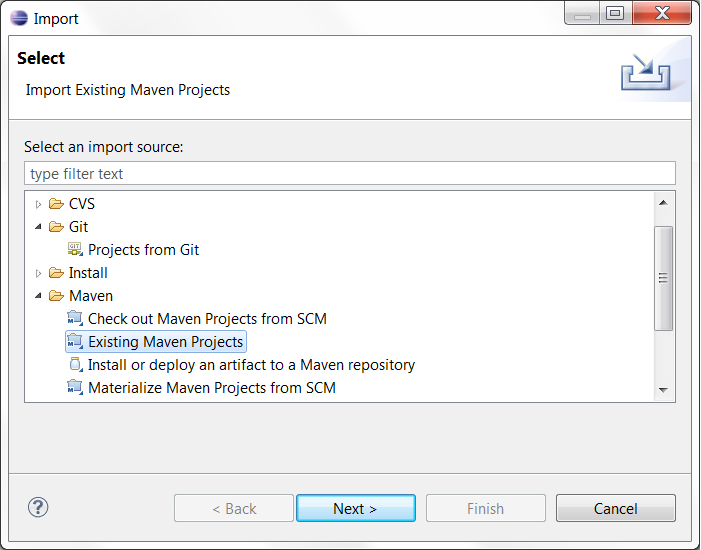 Import
Select
Import Existing Maven Projects
Select an import source:
type filter text
CVS
Git
Projects from Git
Install
Maven
Check out Maven Projects from SCM
Existing Maven Projects
Install or deploy an artifact to a Maven repository
Materialize Maven Projects from SCM
?
< Back
Next >
Finish
Cancel